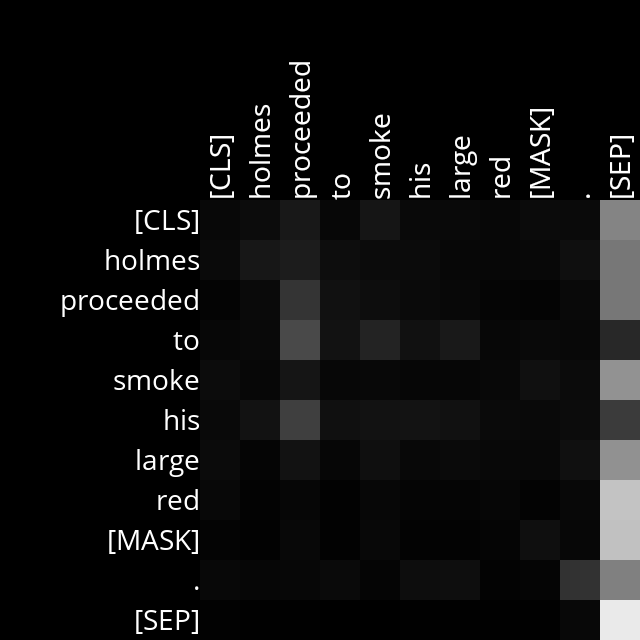 [CLS]
holmes
proceeded
to
smoke
his
large
red
[MASK]
.
[SEP]
[CLS]
holmes
proceeded
to
smoke
his
large
red
[MASK]
.
[SEP]